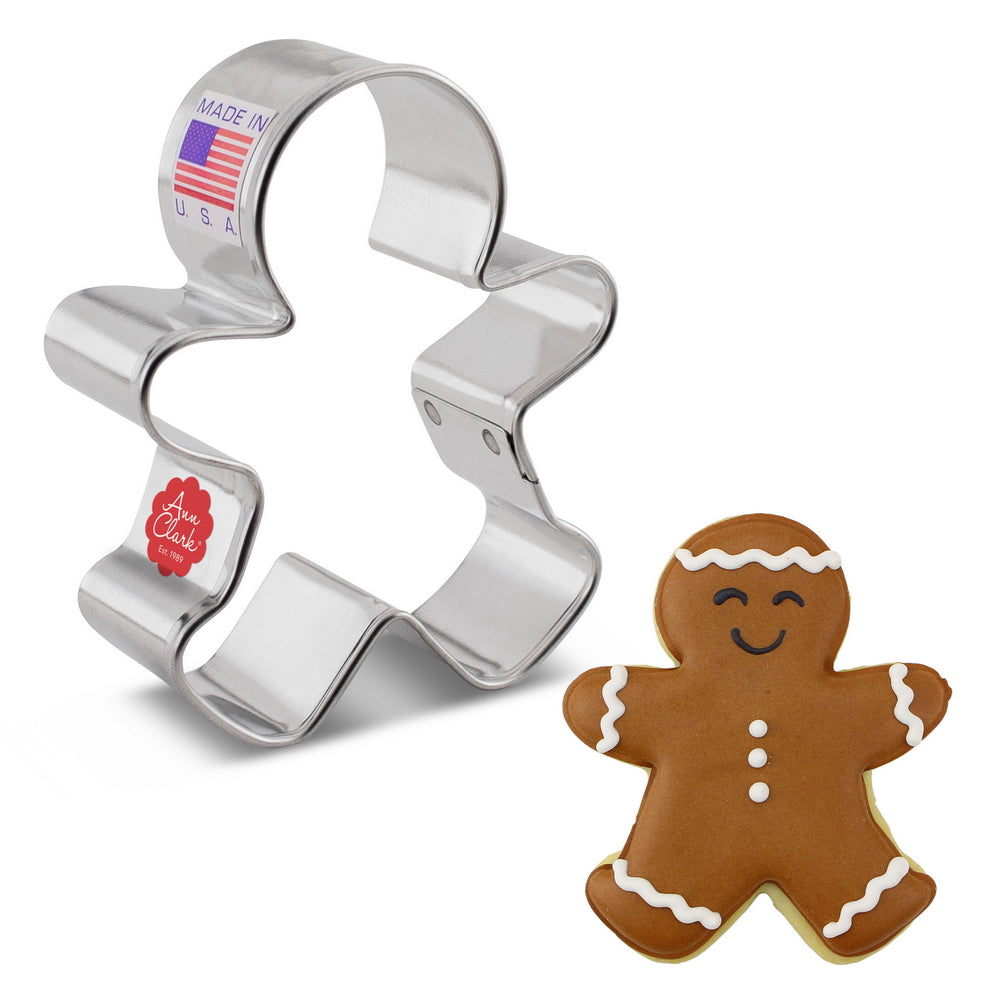 MADE IN
U. S. A.
Ann
Clark®
Est. 1989